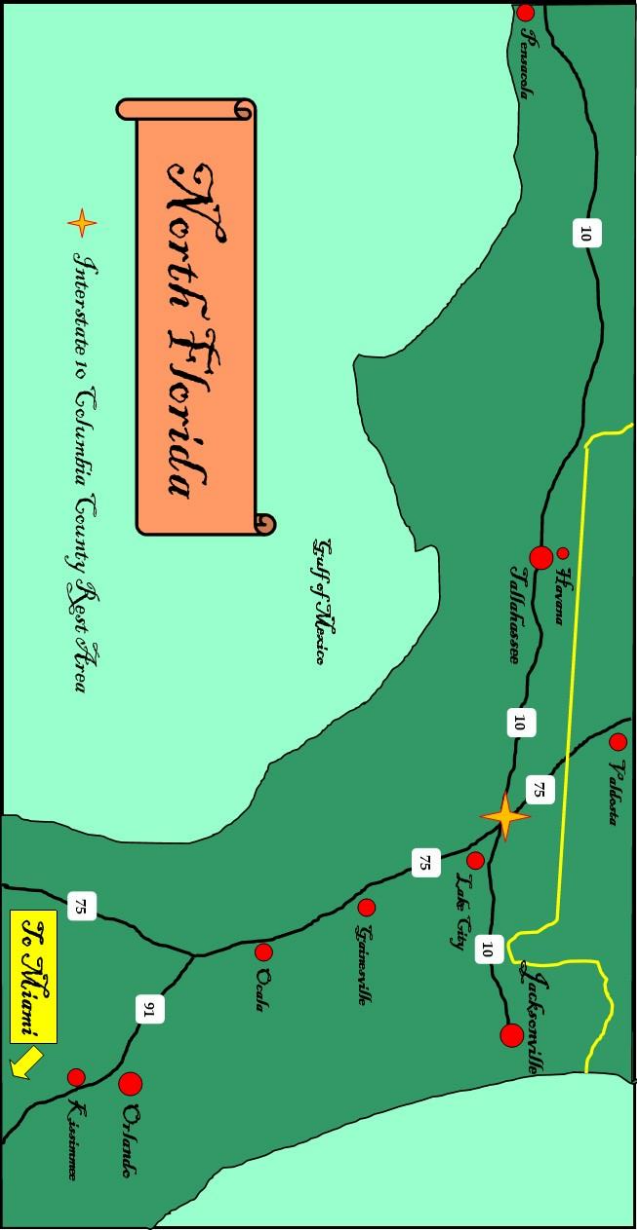 Pensacola
10
North Florida
Interstate 10 Columbia County Rest Area
Gulf of Mexico
Havana
Tallahassee
10
Valdosta
75
Lake City
75
10
Jacksonville
Gainesville
Ocala
75
91
Orlando
Kissimmee
To Miami